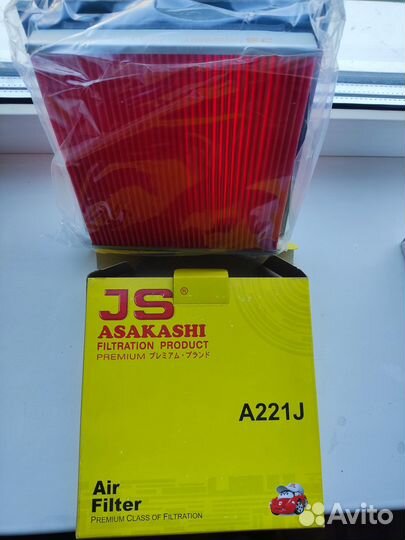 JS®
ASAKASHI
FILTRATION PRODUCT
PREMIUM プレミアム・ブランド
A221J
Air
Filter
PREMIUM CLASS OF FILTRATION
Avito